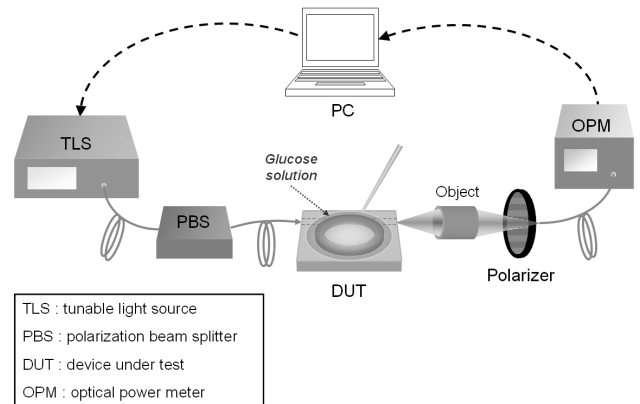 PC
TLS
OPM
Glucose
solution
Object
PBS
DUT
Polarizer
TLS : tunable light source
PBS : polarization beam splitter
DUT : device under test
OPM : optical power meter